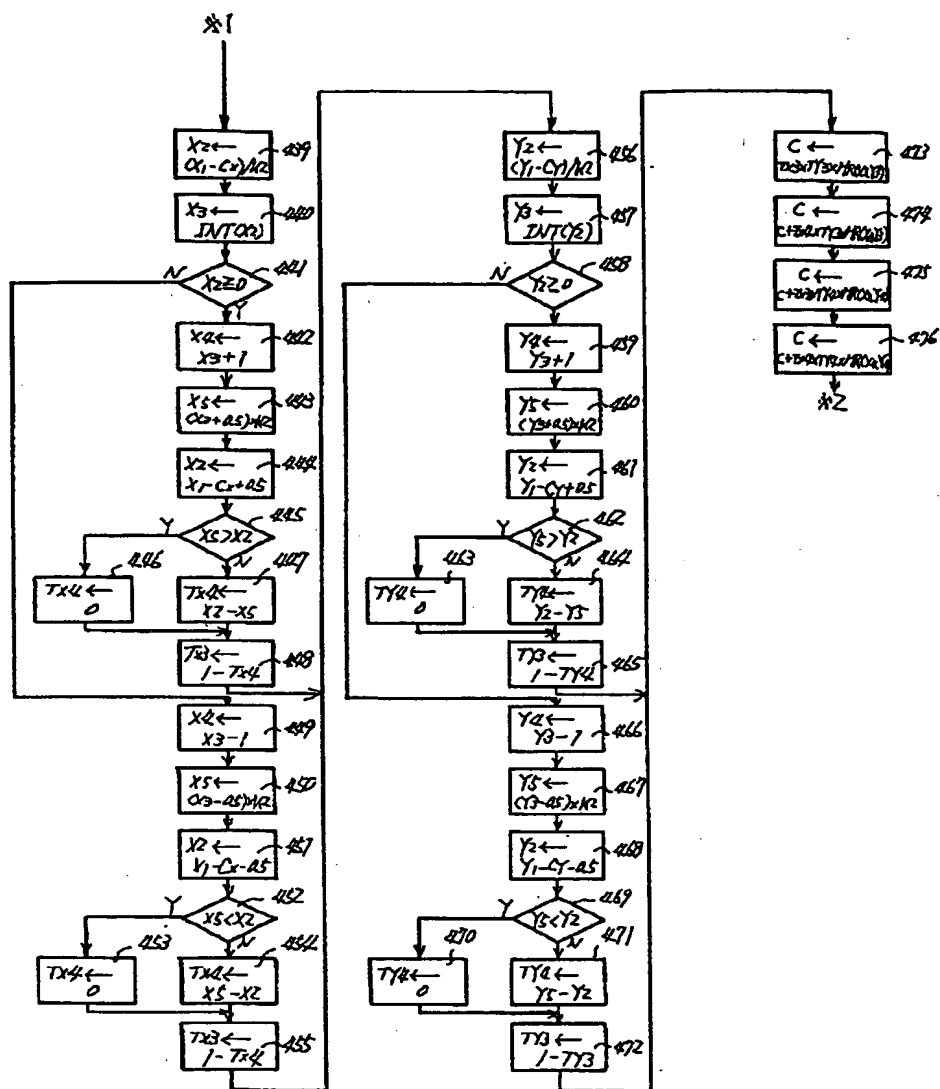 ※1
X2←
(X1-Cx)/K2
439
X3←
INT(X2)
440
X2≥0
441
N
Y
X4←
X3+1
442
X5←
(X3+0.5)×K2
443
X2←
X1-Cx+0.5
444
X5>X2
445
Y
N
TX4←
0
446
TX4←
X2-X5
447
TX3←
1-TX4
448
X4←
X3-1
449
X5←
(X3-0.5)×K2
450
X2←
X1-Cx-0.5
451
X5<X2
452
Y
N
TX4←
0
453
TX4←
X5-X2
454
TX3←
1-TX4
455
Y2←
(Y1-CY)/K2
456
Y3←
INT(Y2)
457
Y2≥0
458
N
Y4←
Y3+1
459
Y5←
(Y3+0.5)×K2
460
Y2←
Y1-CY+0.5
461
Y5>Y2
462
Y
N
TY4←
0
463
TY4←
Y2-Y5
464
TY3←
1-TY4
465
Y4←
Y3-1
466
Y5←
(Y3-0.5)×K2
467
Y2←
Y1-CY-0.5
468
Y5<Y2
469
Y
N
TY4←
0
470
TY4←
Y5-Y2
471
TY3←
1-TY3
472
C←
473
C←
474
C←
475
C←
476
※2